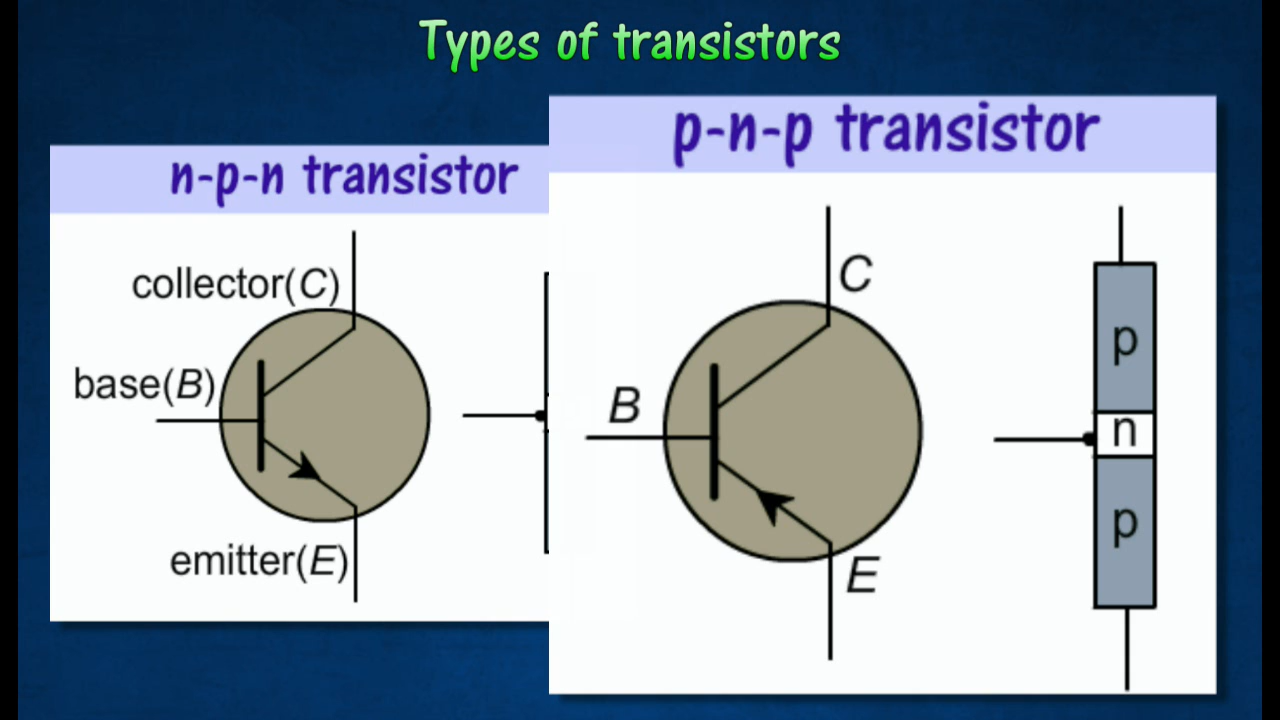 Types of transistors
n-p-n transistor
collector(C)
base(B)
emitter(E)
p-n-p transistor
C
B
E
p
n
p